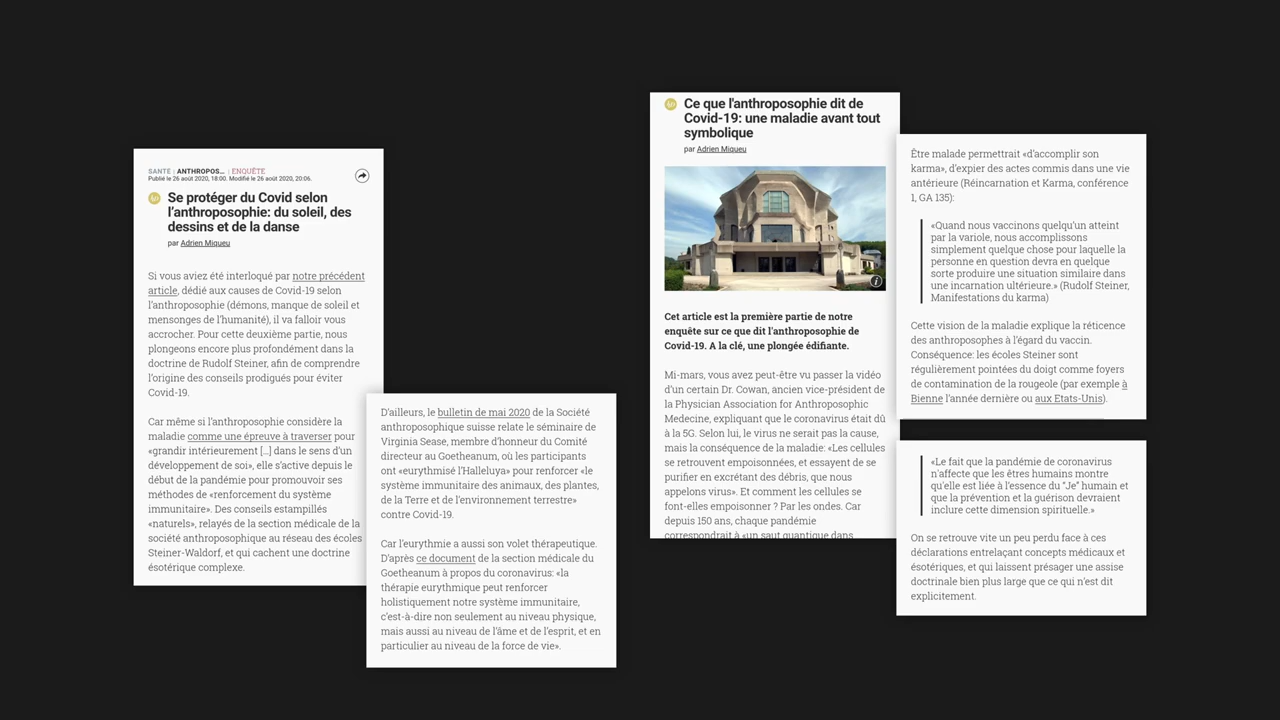 SANTÉ | ANTHROPOS... | ENQUÊTE
Publié le 26 août 2020, 18:00. Modifié le 26 août 2020, 20:06.
Se protéger du Covid selon
l'anthroposophie: du soleil, des
dessins et de la danse
par Adrien Miqueu
Si vous aviez été interloqué par notre précédent
article, dédié aux causes de Covid-19 selon
l'anthroposophie (démons, manque de soleil et
mensonges de l'humanité), il va falloir vous
accrocher. Pour cette deuxième partie, nous
plongeons encore plus profondément dans la
doctrine de Rudolf Steiner, afin de comprendre
l'origine des conseils prodigués pour éviter
Covid-19.
Car même si l'anthroposophie considère la
maladie comme une épreuve à traverser pour
«grandir intérieurement [...] dans le sens d'un
développement de soi», elle s'active depuis le
début de la pandémie pour promouvoir ses
méthodes de «renforcement du système
immunitaire». Des conseils estampillés
«naturels», relayés de la section médicale de la
société anthroposophique au réseau des écoles
Steiner-Waldorf, et qui cachent une doctrine
ésotérique complexe.
D'ailleurs, le bulletin de mai 2020 de la Société
anthroposophique suisse relate le séminaire de
Virginia Sease, membre d'honneur du Comité
directeur au Goetheanum, où les participants
ont «eurythmisé l'Halleluya» pour renforcer «le
système immunitaire des animaux, des plantes,
de la Terre et de l'environnement terrestre»
contre Covid-19.
Car l'eurythmie a aussi son volet thérapeutique.
D'après ce document de la section médicale du
Goetheanum à propos du coronavirus: «la
thérapie eurythmique peut renforcer
holistiquement notre système immunitaire,
c'est-à-dire non seulement au niveau physique,
mais aussi au niveau de l'âme et de l'esprit, et en
particulier au niveau de la force de vie».
Ce que l'anthroposophie dit de
Covid-19: une maladie avant tout
symbolique
par Adrien Miqueu
Cet article est la première partie de notre
enquête sur ce que dit l'anthroposophie de
Covid-19. A la clé, une plongée édifiante.
Mi-mars, vous avez peut-être vu passer la vidéo
d'un certain Dr. Cowan, ancien vice-président de
la Physician Association for Anthroposophic
Medecine, expliquant que le coronavirus était dû
à la 5G. Selon lui, le virus ne serait pas la cause,
mais la conséquence de la maladie: «Les cellules
se retrouvent empoisonnées, et essayent de se
purifier en excrétant des débris, que nous
appelons virus». Et comment les cellules se
font-elles empoisonner ? Par les ondes. Car
depuis 150 ans, chaque pandémie
correspondrait à «un saut quantique dans
Être malade permettrait «d'accomplir son
karma», d'expier des actes commis dans une vie
antérieure (Réincarnation et Karma, conférence
1, GA 135):
«Quand nous vaccinons quelqu'un atteint
par la variole, nous accomplissons
simplement quelque chose pour laquelle la
personne en question devra en quelque
sorte produire une situation similaire dans
une incarnation ultérieure.» (Rudolf Steiner,
Manifestations du karma)
Cette vision de la maladie explique la réticence
des anthroposophes à l'égard du vaccin.
Conséquence: les écoles Steiner sont
régulièrement pointées du doigt comme foyers
de contamination de la rougeole (par exemple à
Bienne l'année dernière ou aux Etats-Unis).
«Le fait que la pandémie de coronavirus
n'affecte que les êtres humains montre
qu'elle est liée à l'essence du "Je" humain et
que la prévention et la guérison devraient
inclure cette dimension spirituelle.»
On se retrouve vite un peu perdu face à ces
déclarations entrelaçant concepts médicaux et
ésotériques, et qui laissent présager une assise
doctrinale bien plus large que ce qui n'est dit
explicitement.